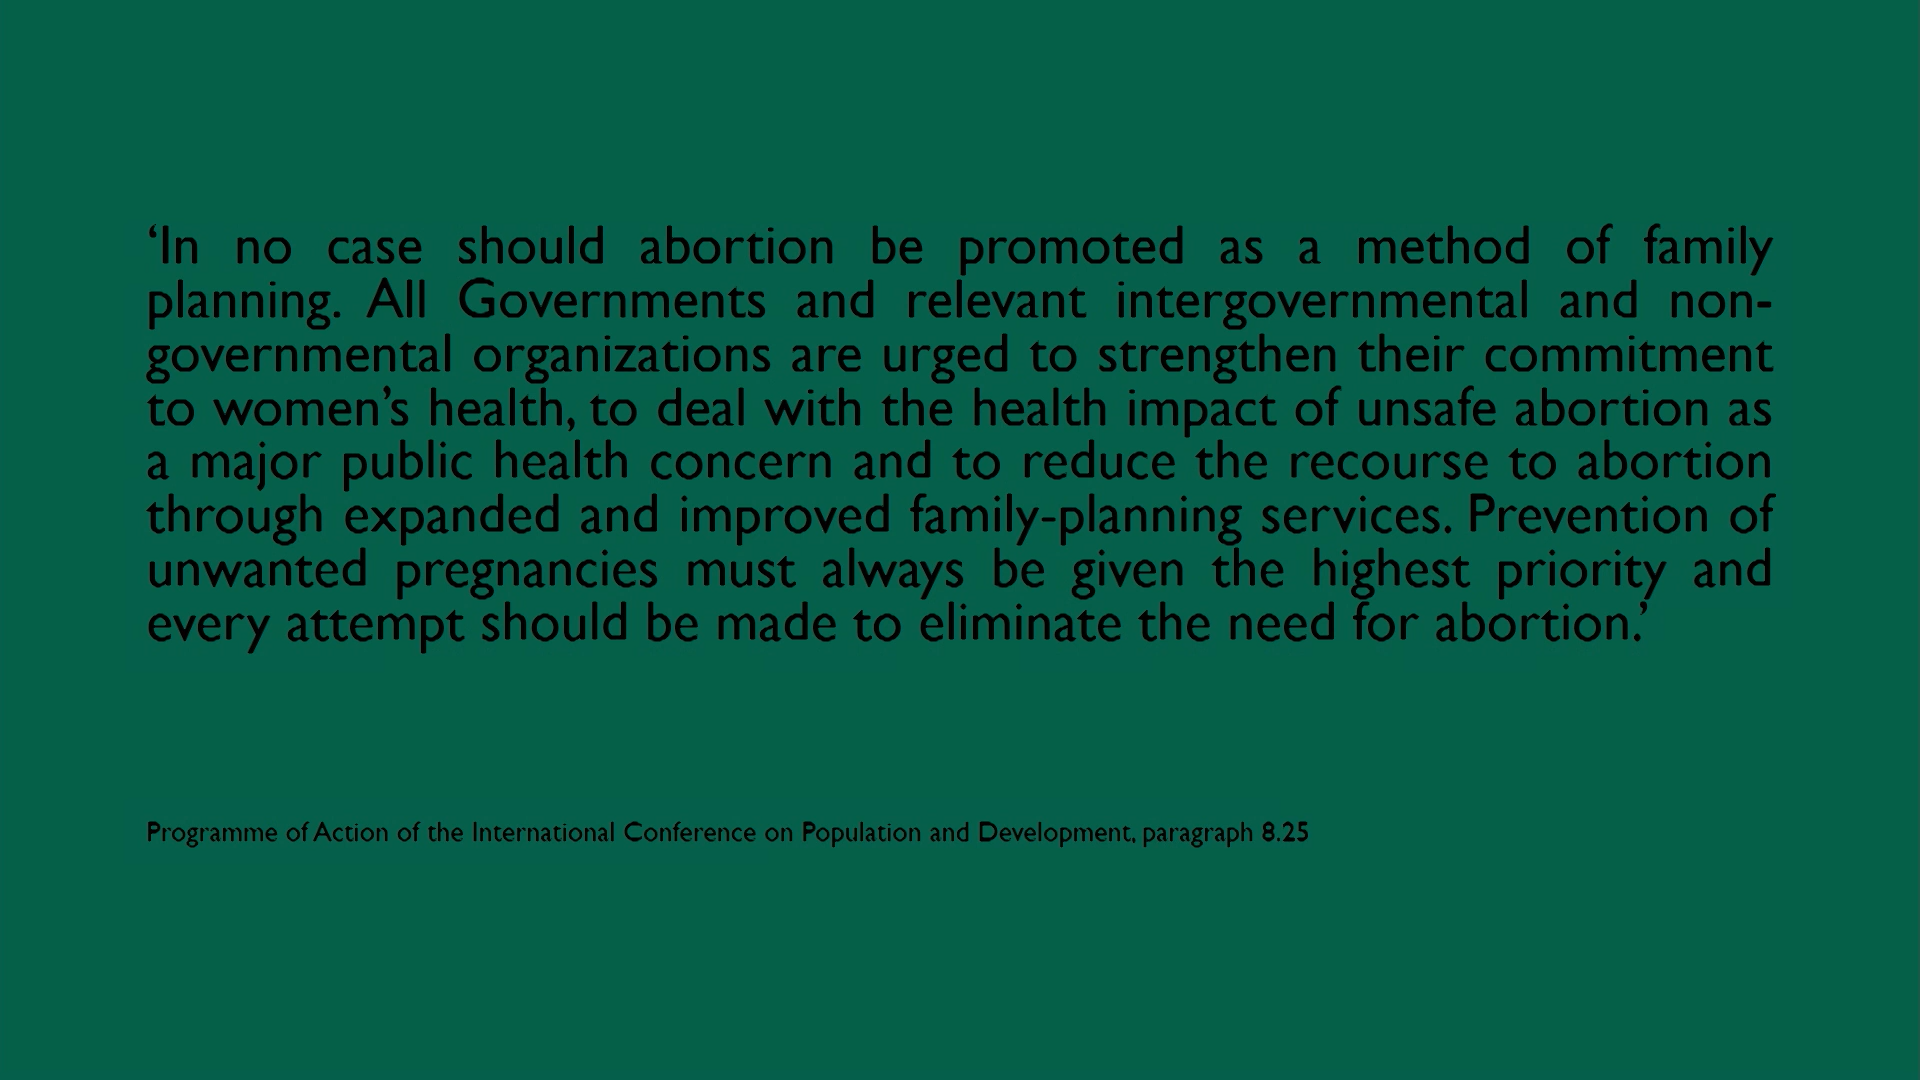 ‘In no case should abortion be promoted as a method of family
planning. All Governments and relevant intergovernmental and non-
governmental organizations are urged to strengthen their commitment
to women’s health, to deal with the health impact of unsafe abortion as
a major public health concern and to reduce the recourse to abortion
through expanded and improved family-planning services. Prevention of
unwanted pregnancies must always be given the highest priority and
every attempt should be made to eliminate the need for abortion.’
Programme of Action of the International Conference on Population and Development, paragraph 8.25